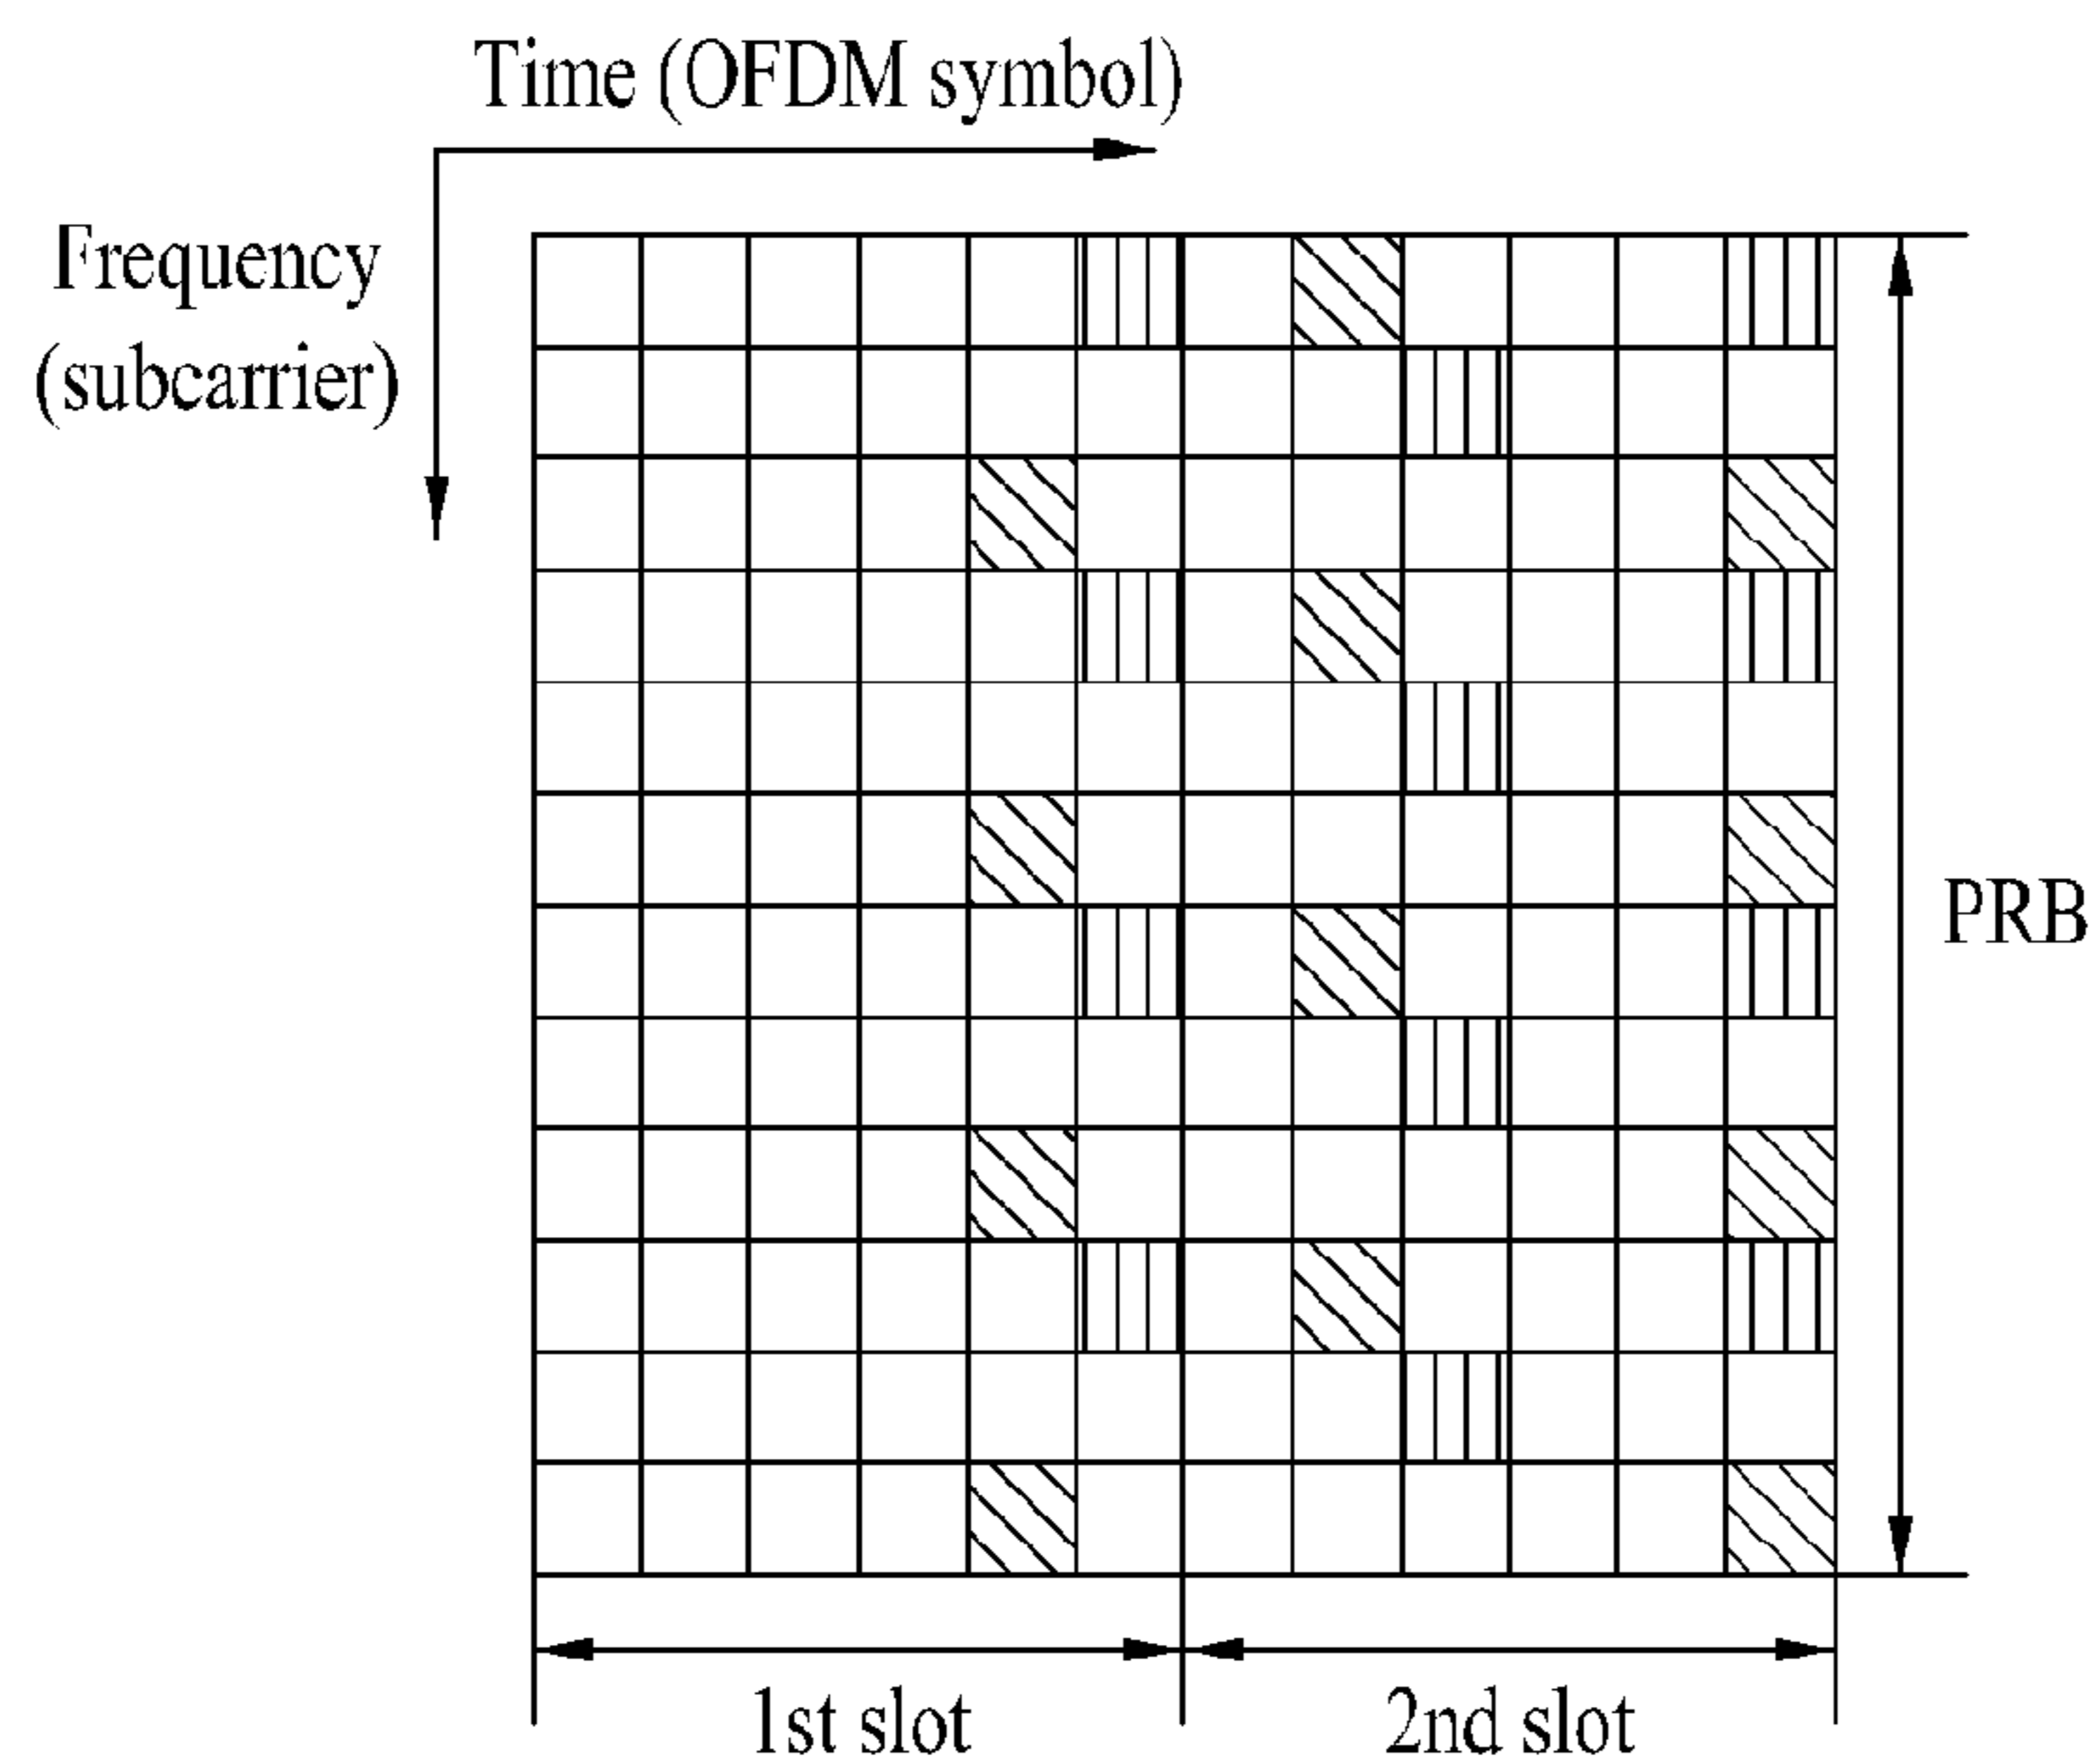 Time (OFDM symbol)
Frequency
(subcarrier)
PRB
1st slot
2nd slot